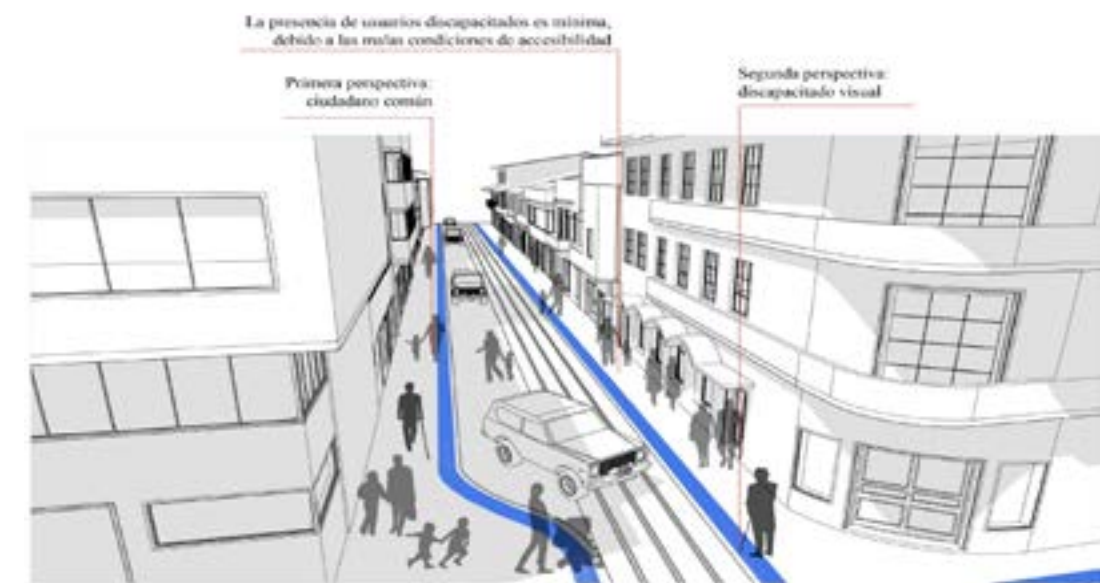 La presencia de usuarios discapacitados es mínima,
debido a las malas condiciones de accesibilidad
Primera perspectiva:
ciudadano común
Segunda perspectiva:
discapacitado visual